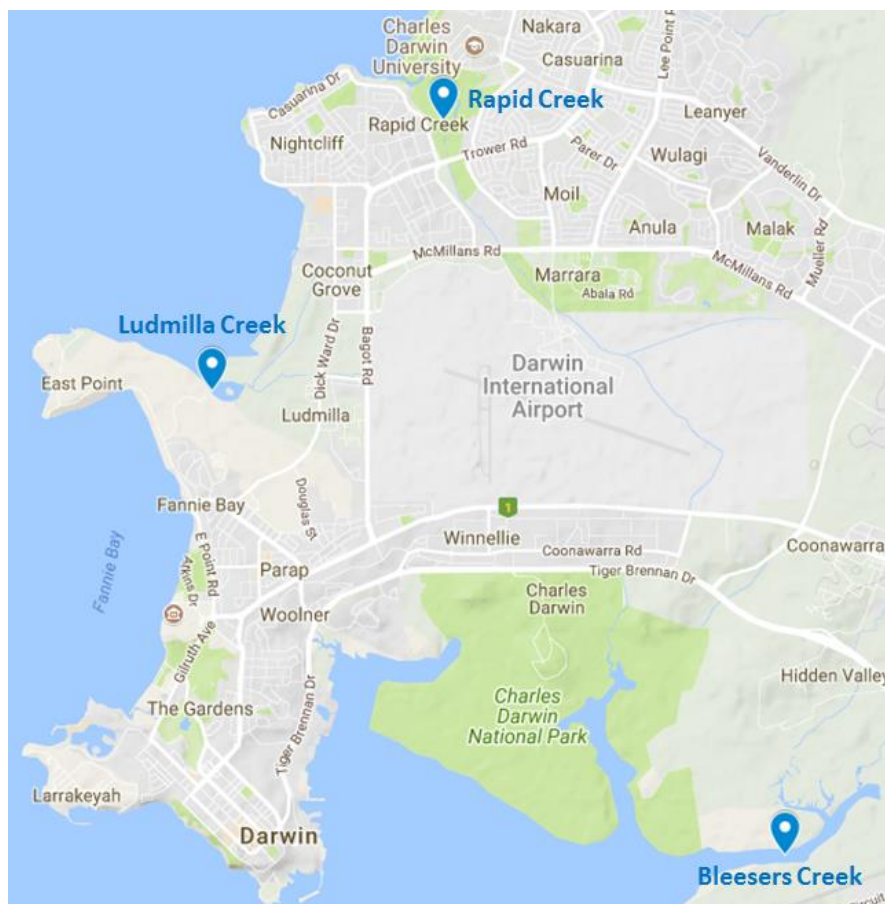 Charles
Darwin
University
Nakara
Casuarina
Lee Point R
Casuarina Dr
Rapid Creek
Rapid Creek
Leanyer
Nightcliff
Trower Rd
Parer Dr
Wulagi
Vanderlin Dr
Moil
Anula
Malak
Mueller Rd
McMillans Rd
McMillans Rd
Coconut
Grove
Marrara
Abala Rd
Ludmilla Creek
Dick Ward Dr
Bagot Rd
East Point
Darwin
International
Airport
Ludmilla
Douglas St
Fannie Bay
1
Winnellie
Coonawarra Rd
Coonawarra
Fannie Bay
E Point Rd
Atkins Dr
Parap
Tiger Brennan Dr
Charles
Darwin
Woolner
Gilruth Ave
Hidden Valley
Charles
Darwin
National Park
The Gardens
Tiger Brennan Dr
Larrakeyah
Darwin
Bleesers Creek
Circuit